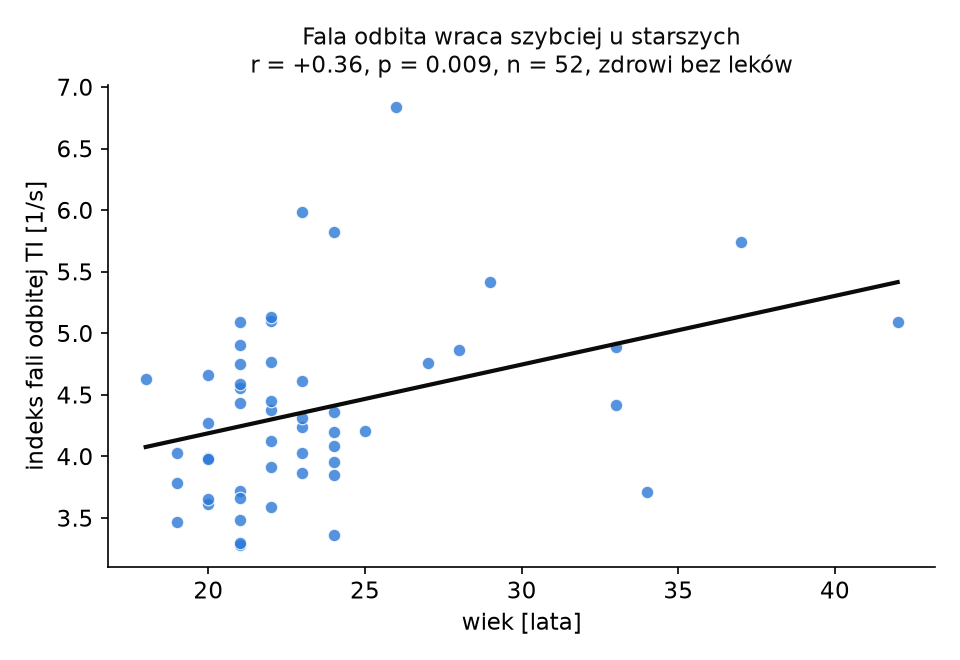 Fala odbita wraca szybciej u starszych
r = +0.36, p = 0.009, n = 52, zdrowi bez leków
indeks fali odbitej TI [1/s]
7.0
6.5
6.0
5.5
5.0
4.5
4.0
3.5
20 25 30 35 40
wiek [lata]